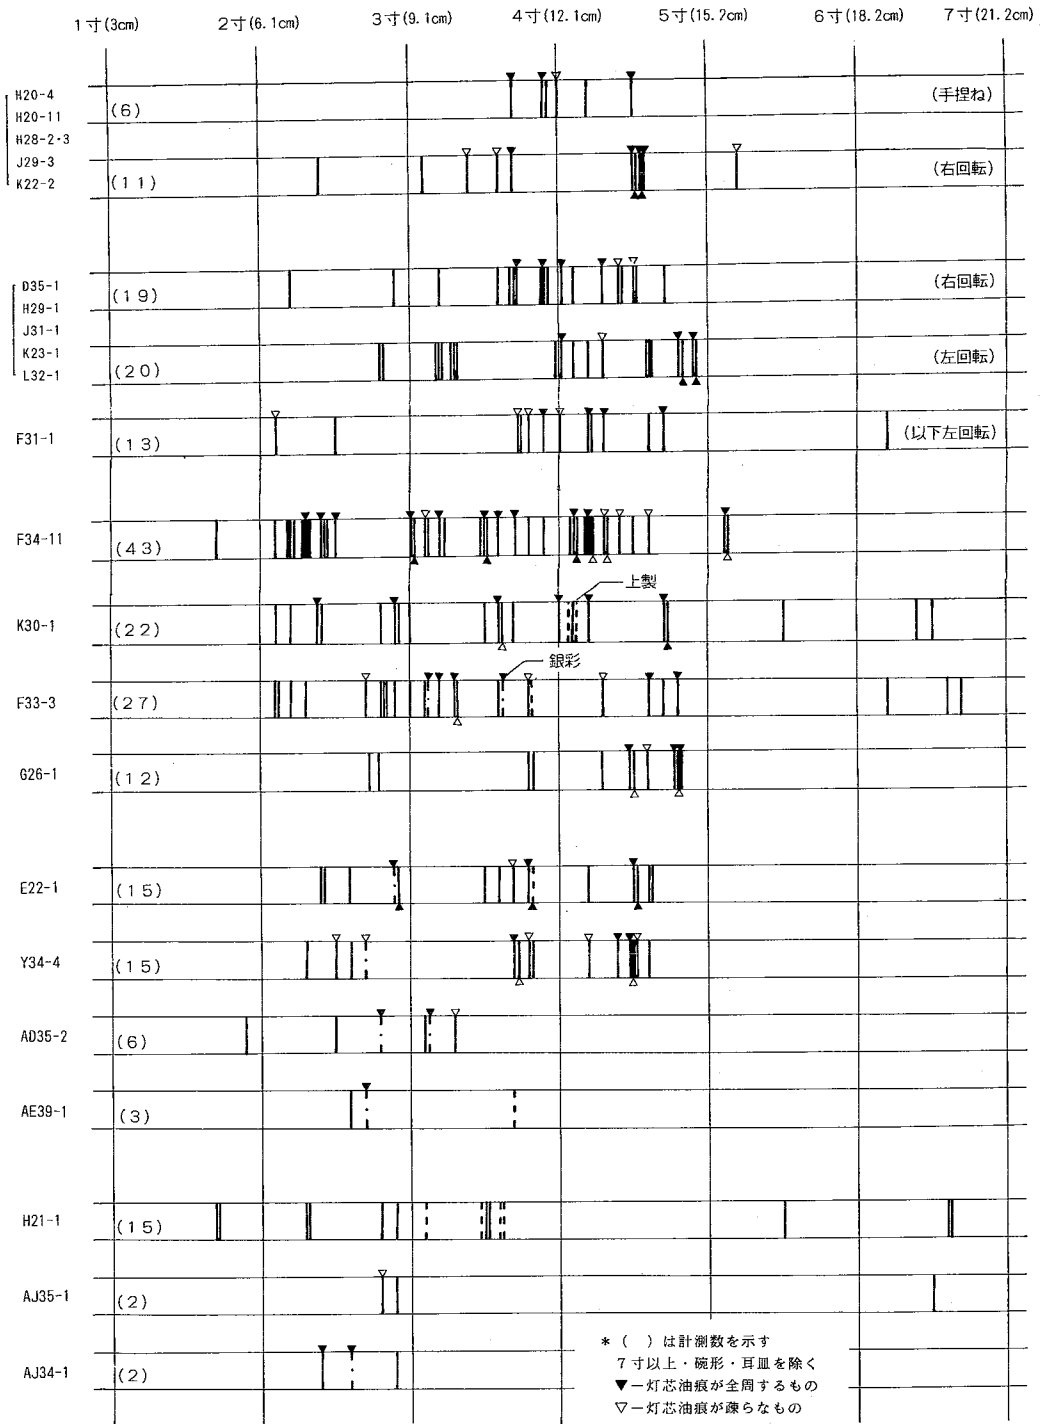 1寸(3cm) 2寸(6.1cm) 3寸(9.1cm) 4寸(12.1cm) 5寸(15.2cm) 6寸(18.2cm) 7寸(21.2cm)
H20-4
H20-11
H28-2・3
J29-3
K22-2
(6) (手捏ね)
(11) (右回転)
D35-1
H29-1
J31-1
K23-1
L32-1
(19) (右回転)
(20) (左回転)
F31-1 (13) (以下左回転)
F34-11 (43)
上製
K30-1 (22)
銀彩
F33-3 (27)
G26-1 (12)
E22-1 (15)
Y34-4 (15)
AD35-2 (6)
AE39-1 (3)
H21-1 (15)
AJ35-1 (2)
AJ34-1 (2)
*( )は計測数を示す
7寸以上・碗形・耳皿を除く
▼ー灯芯油痕が全周するもの
▽ー灯芯油痕が疎らなもの